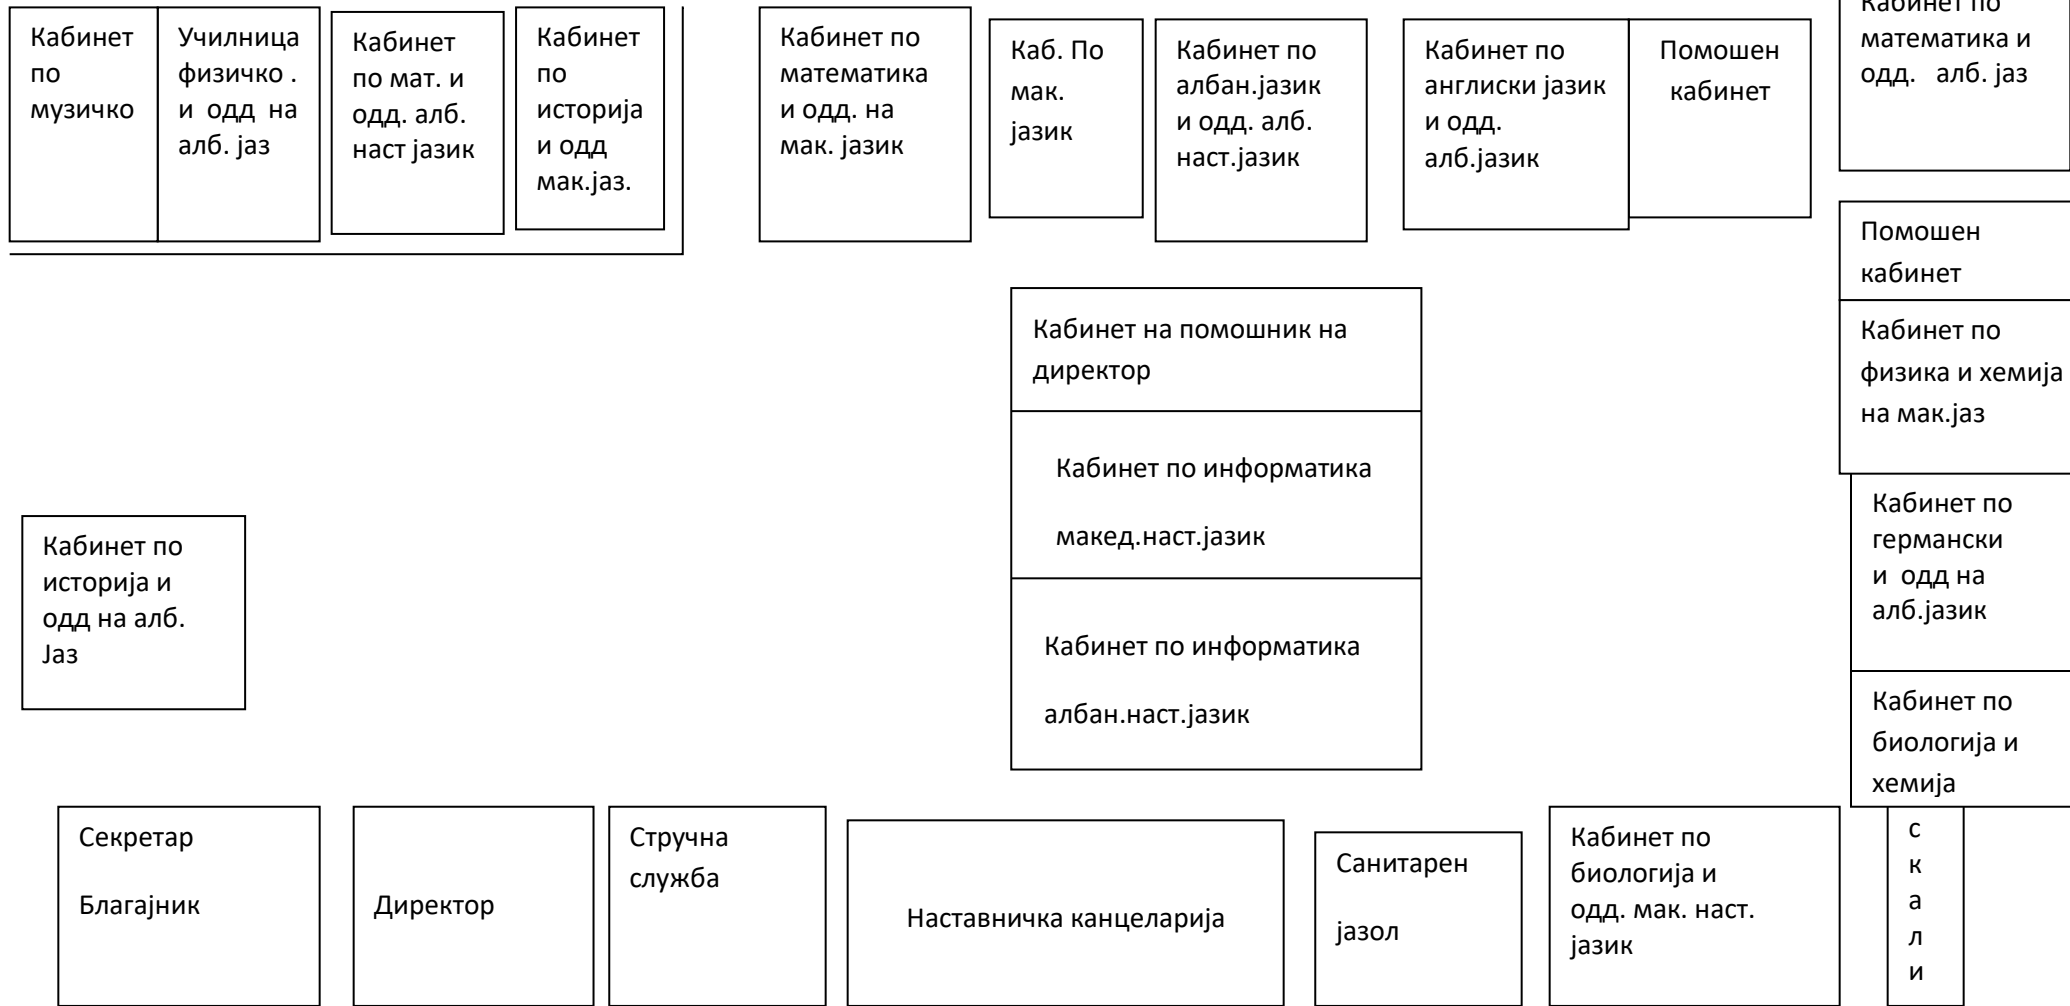 Кабинет
по
музичко
Училница
физичко .
и одд на
алб. јаз
Кабинет
по мат. и
одд. алб.
наст јазик
Кабинет
по
историја
и одд
мак.јаз.
Кабинет по
математика
и одд. на
мак. јазик
Каб. По
мак.
јазик
Кабинет по
албан.јазик
и одд. алб.
наст.јазик
Кабинет по
англиски јазик
и одд.
алб.јазик
Помошен
кабинет
Кабинет по
математика и
одд. алб. јаз
Помошен
кабинет
Кабинет по
физика и хемија
на мак.јаз
Кабинет по
германски
и одд на
алб.јазик
Кабинет по
биологија и
хемија
Кабинет на помошник на
директор
Кабинет по информатика
макед.наст.јазик
Кабинет по информатика
албан.наст.јазик
Кабинет по
историја и
одд на алб.
Јаз
Секретар
Благајник
Директор
Стручна
служба
Наставничка канцеларија
Санитарен
јазол
Кабинет по
биологија и
одд. мак. наст.
јазик
с
к
а
л
и